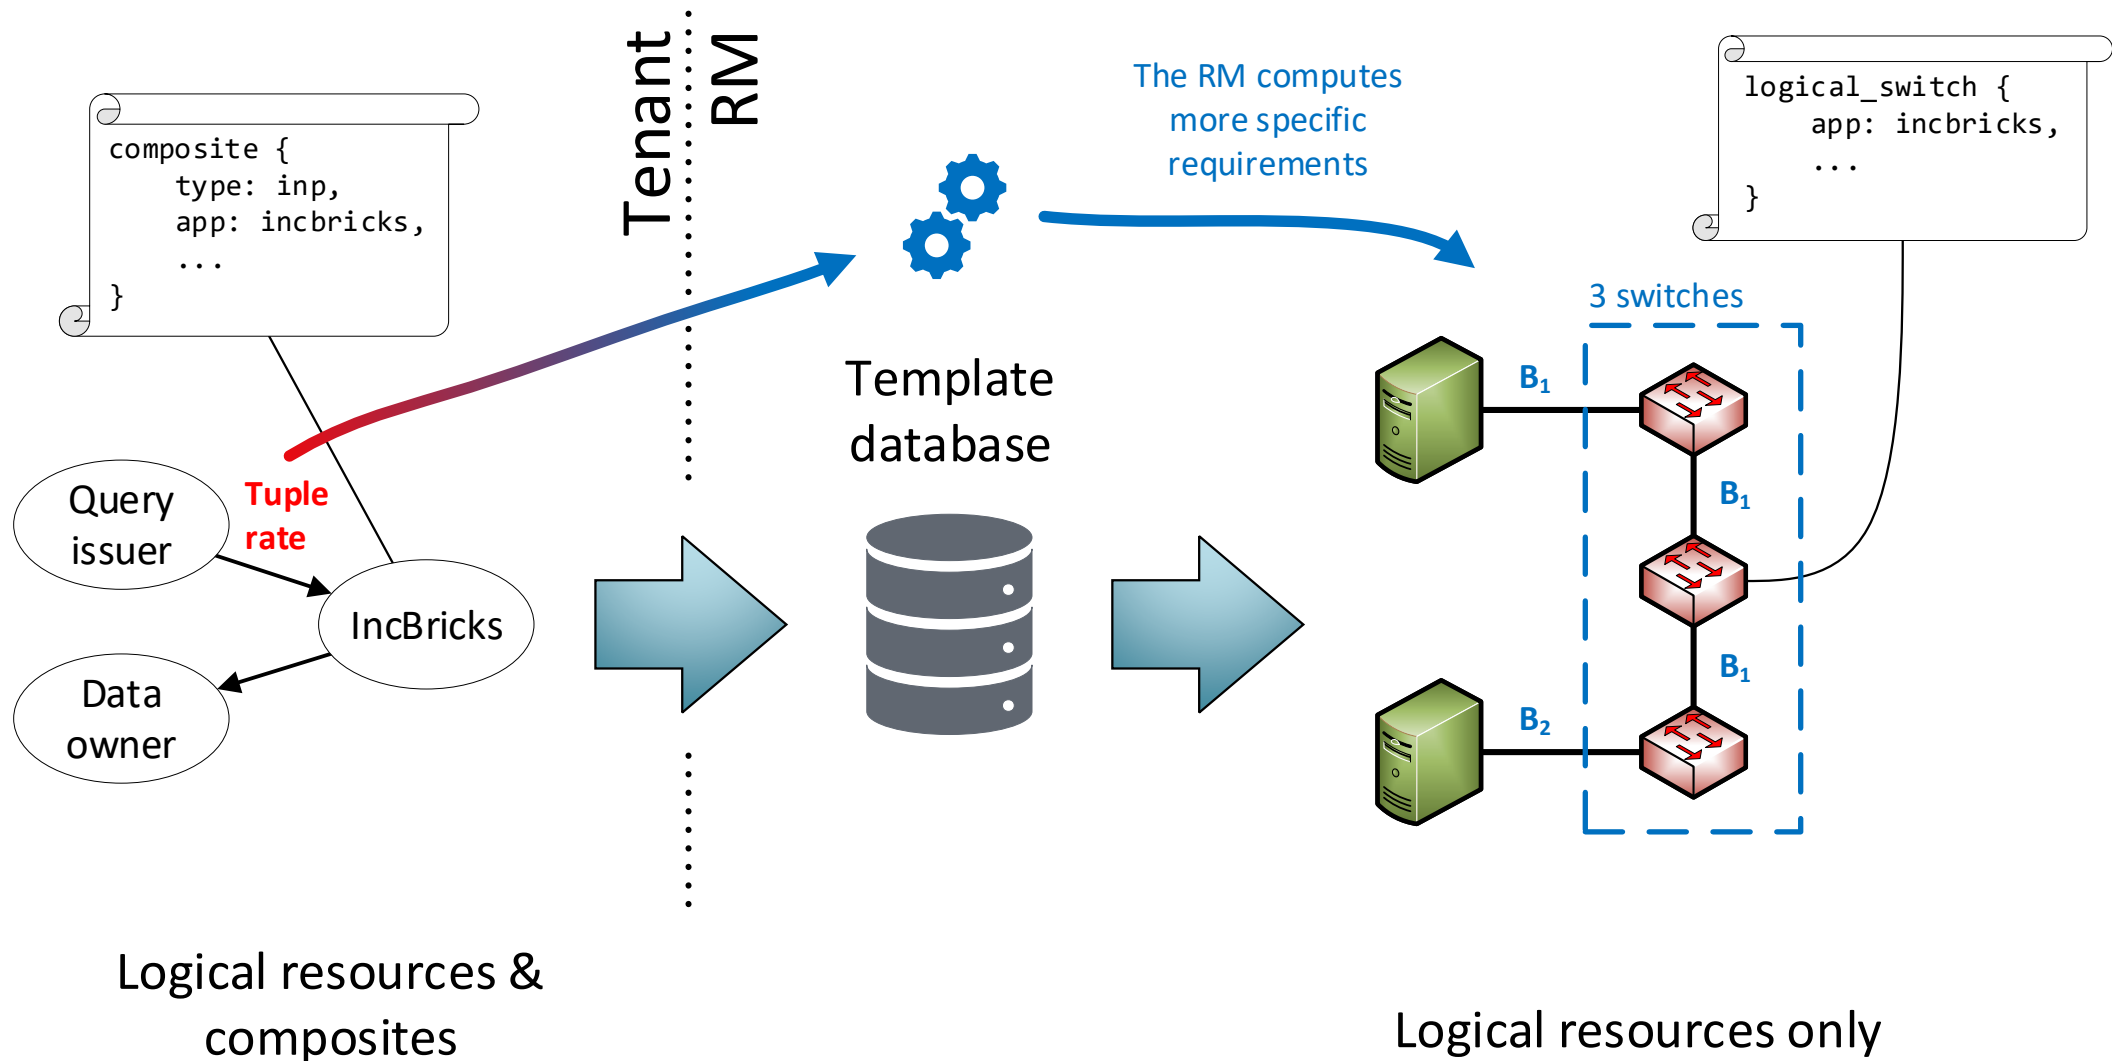 composite {
type: inp,
app: incbricks,
...
}
Tenant
RM
The RM computes
more specific
requirements
logical_switch {
app: incbricks,
...
}
Query
issuer
Tuple
rate
IncBricks
Data
owner
Template
database
3 switches
B₁
B₁
B₁
B₂
Logical resources &
composites
Logical resources only